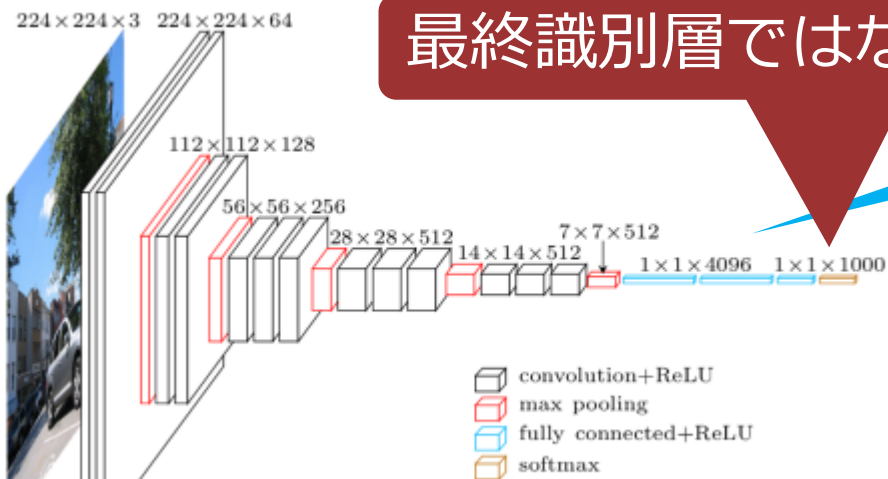 224×224×3 224×224×64
最終識別層ではな
112×112×128
56×56×256
28×28×512
7×7×512
14×14×512
1×1×4096 1×1×1000
convolution+ReLU
max pooling
fully connected+ReLU
softmax